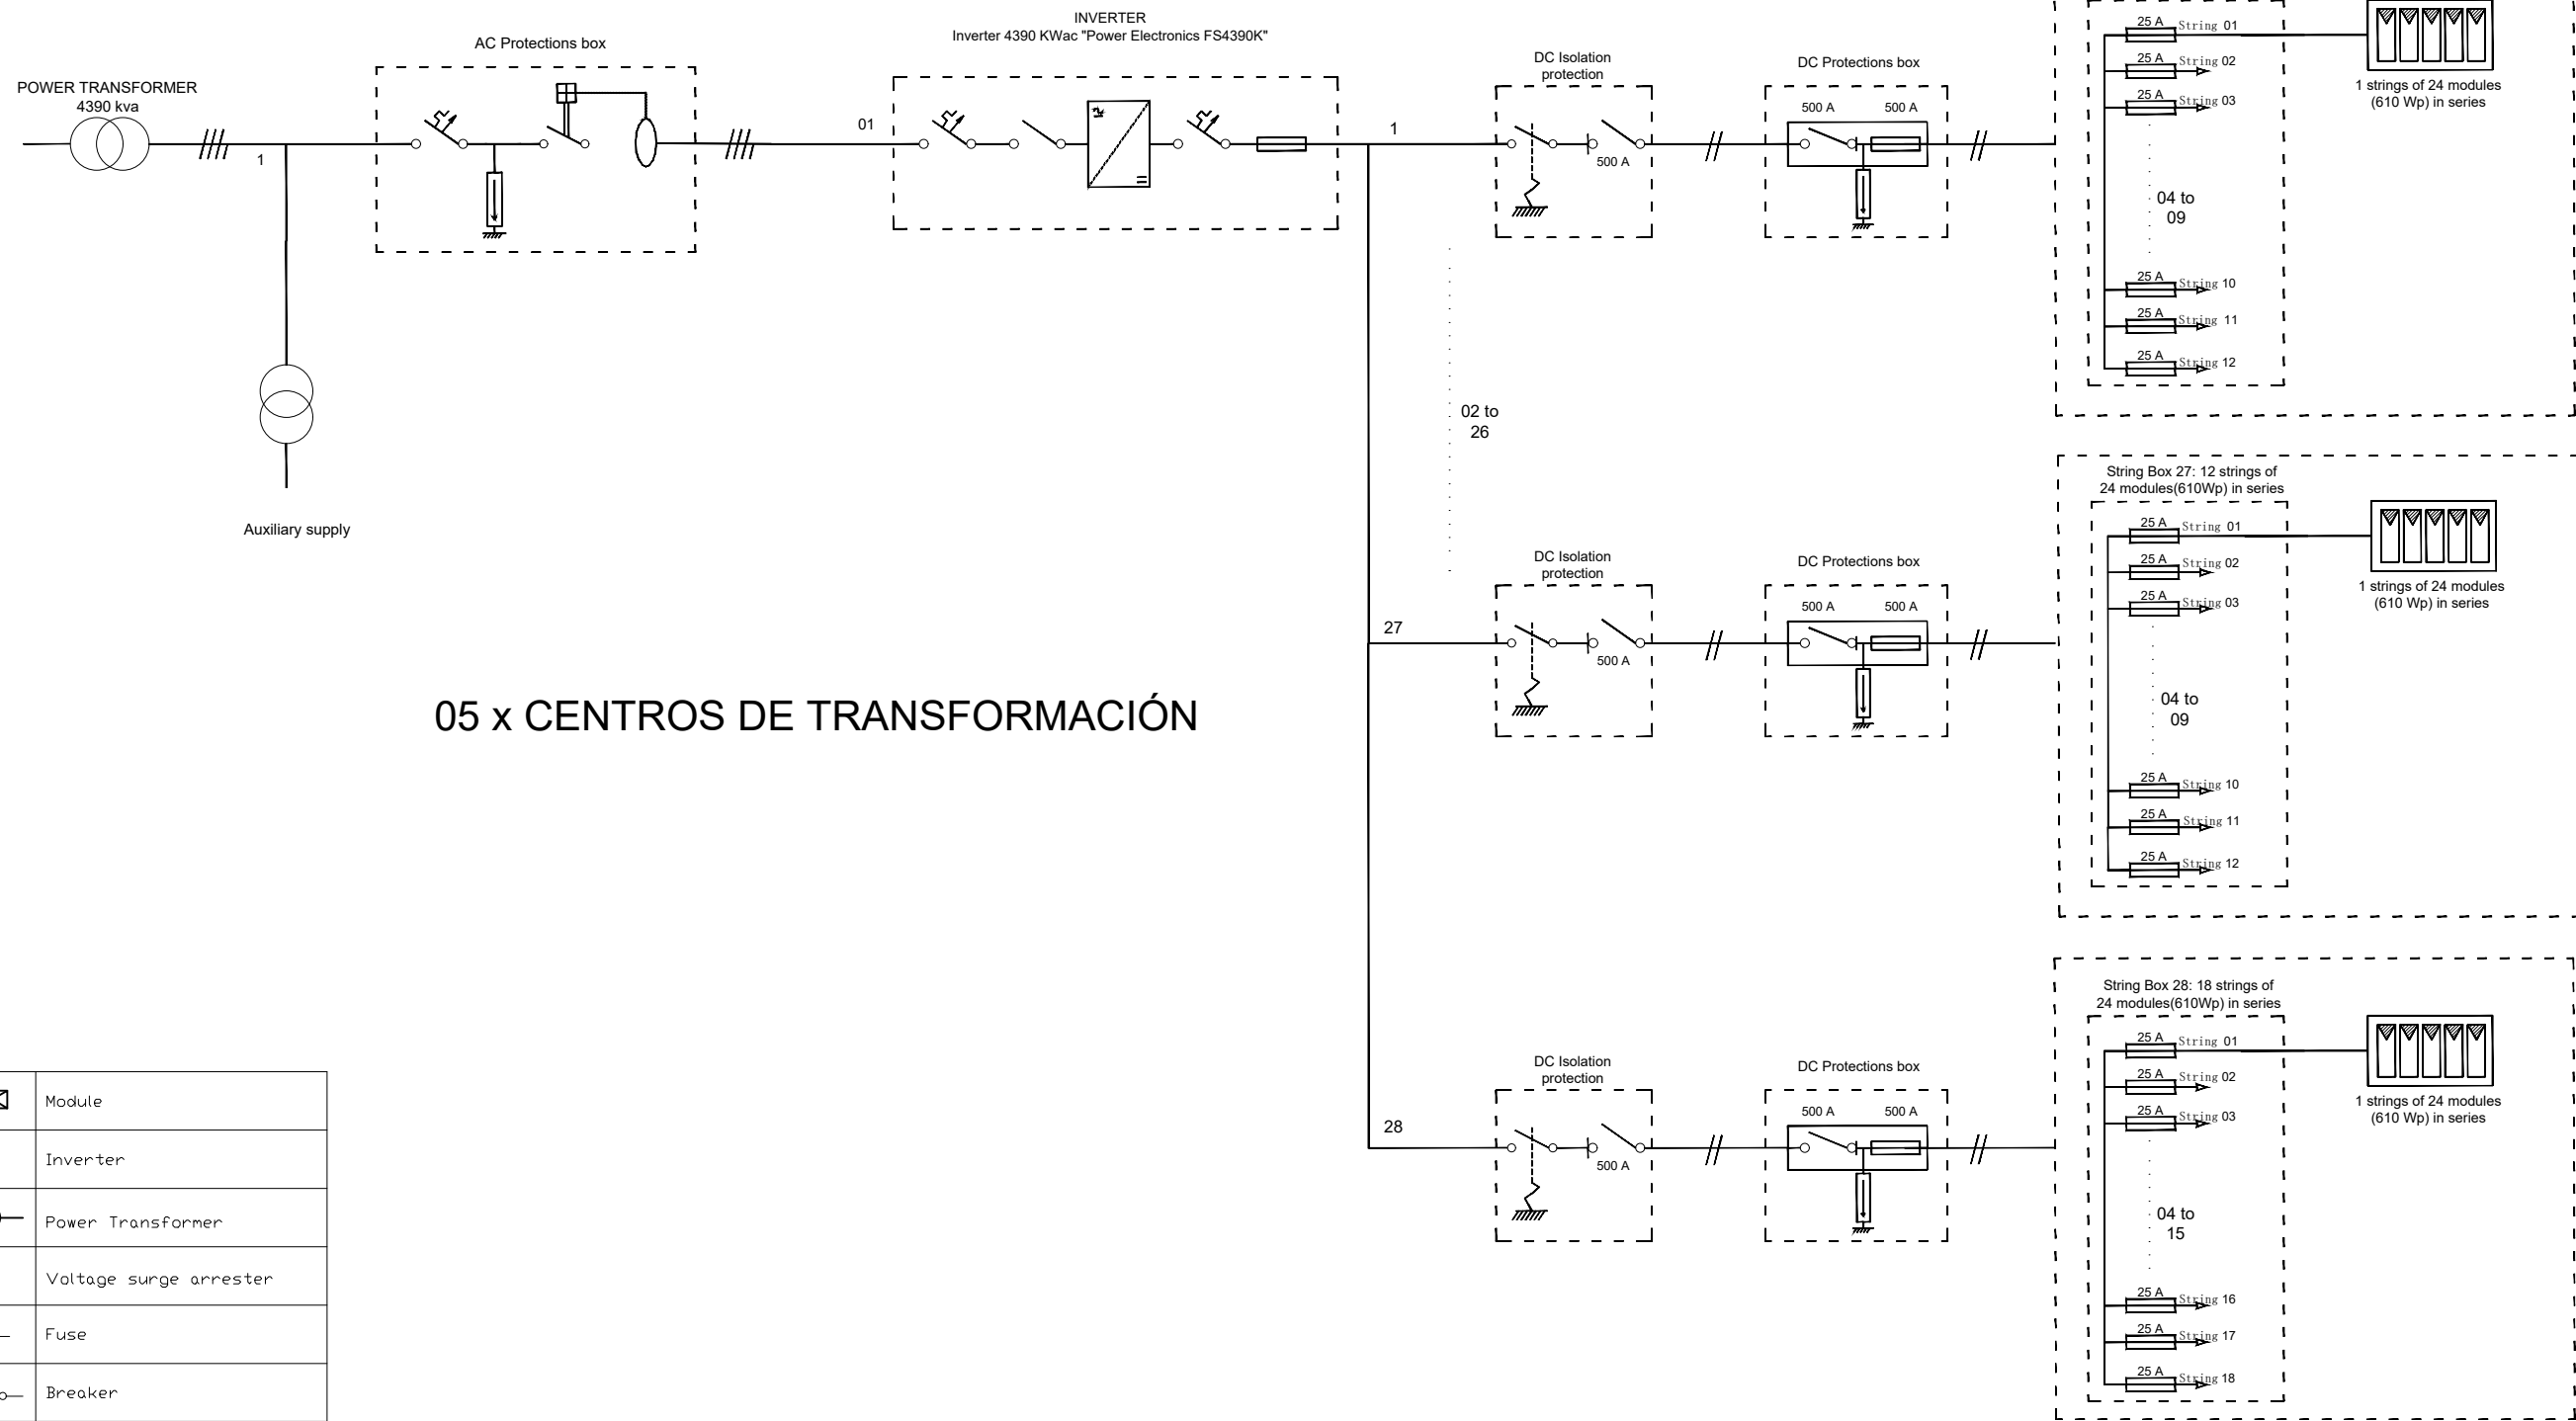 INVERTER
Inverter 4390 KWac "Power Electronics FS4390K"
AC Protections box
POWER TRANSFORMER
4390 kva
1
01
1
Auxiliary supply
DC Isolation
protection
500 A
DC Protections box
500 A 500 A
25 A String 01
25 A String 02
25 A String 03
04 to
09
25 A String 10
25 A String 11
25 A String 12
1 strings of 24 modules
(610 Wp) in series
02 to
26
27
DC Isolation
protection
500 A
DC Protections box
500 A 500 A
String Box 27: 12 strings of
24 modules(610Wp) in series
25 A String 01
25 A String 02
25 A String 03
04 to
09
25 A String 10
25 A String 11
25 A String 12
1 strings of 24 modules
(610 Wp) in series
05 x CENTROS DE TRANSFORMACIÓN
28
DC Isolation
protection
500 A
DC Protections box
500 A 500 A
String Box 28: 18 strings of
24 modules(610Wp) in series
25 A String 01
25 A String 02
25 A String 03
04 to
15
25 A String 16
25 A String 17
25 A String 18
1 strings of 24 modules
(610 Wp) in series
Module
Inverter
Power Transformer
Voltage surge arrester
Fuse
Breaker